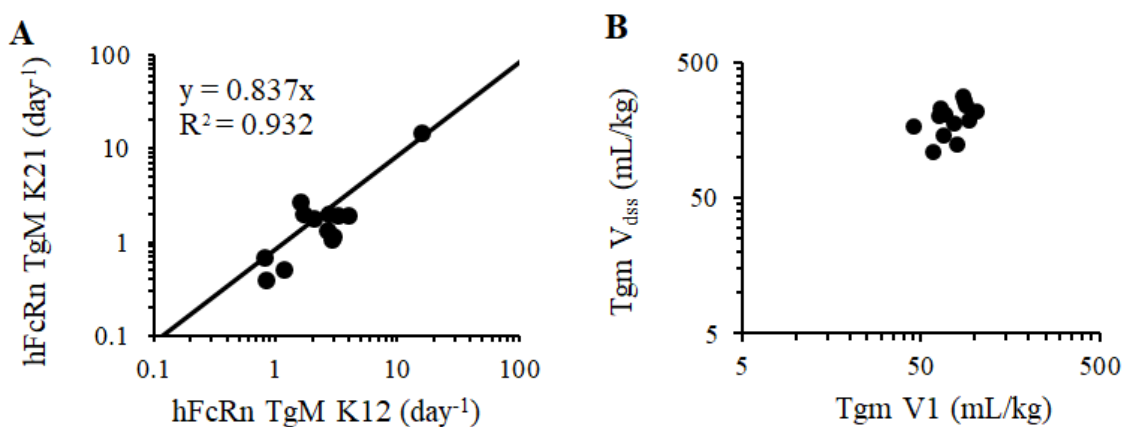 A
hFcRn TgM K21 (day⁻¹)
100
10
1
0.1
y = 0.837x
R² = 0.932
0.1 1 10 100
hFcRn TgM K12 (day⁻¹)
B
Tgm Vdss (mL/kg)
500
50
5
5 50 500
Tgm V1 (mL/kg)